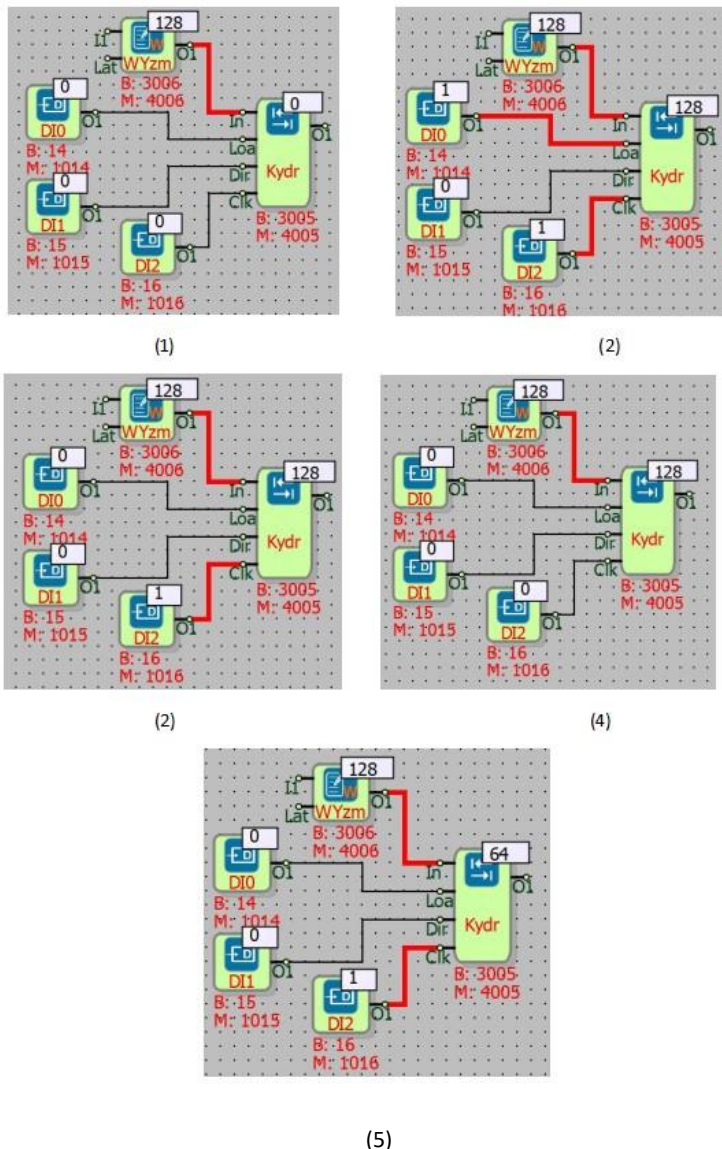 128
I1
O1
Lat
WYzm
B: 3006
M: 4006
0
DI0
O1
B: 14
M: 1014
0
DI1
O1
B: 15
M: 1015
0
DI2
O1
B: 16
M: 1016
0
In
O1
Loa
Dir
Kydr
Clk
B: 3005
M: 4005
(1)
128
I1
O1
Lat
WYzm
B: 3006
M: 4006
1
DI0
O1
B: 14
M: 1014
0
DI1
O1
B: 15
M: 1015
1
DI2
O1
B: 16
M: 1016
128
In
O1
Loa
Dir
Kydr
Clk
B: 3005
M: 4005
(2)
128
I1
O1
Lat
WYzm
B: 3006
M: 4006
0
DI0
O1
B: 14
M: 1014
0
DI1
O1
B: 15
M: 1015
1
DI2
O1
B: 16
M: 1016
128
In
O1
Loa
Dir
Kydr
Clk
B: 3005
M: 4005
(2)
128
I1
O1
Lat
WYzm
B: 3006
M: 4006
0
DI0
O1
B: 14
M: 1014
0
DI1
O1
B: 15
M: 1015
0
DI2
O1
B: 16
M: 1016
128
In
O1
Loa
Dir
Kydr
Clk
B: 3005
M: 4005
(4)
128
I1
O1
Lat
WYzm
B: 3006
M: 4006
0
DI0
O1
B: 14
M: 1014
0
DI1
O1
B: 15
M: 1015
1
DI2
O1
B: 16
M: 1016
64
In
O1
Loa
Dir
Kydr
Clk
B: 3005
M: 4005
(5)